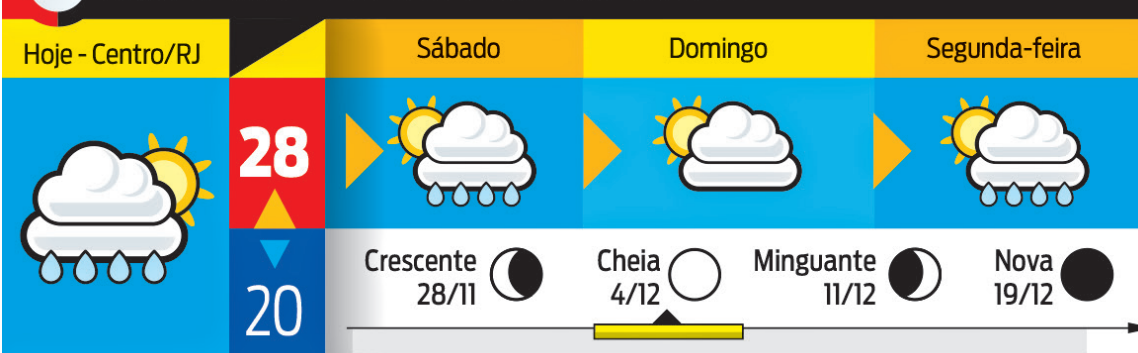 Hoje - Centro/RJ
Sábado
Domingo
Segunda-feira
28
20
Crescente
28/11
Cheia
4/12
Minguante
11/12
Nova
19/12